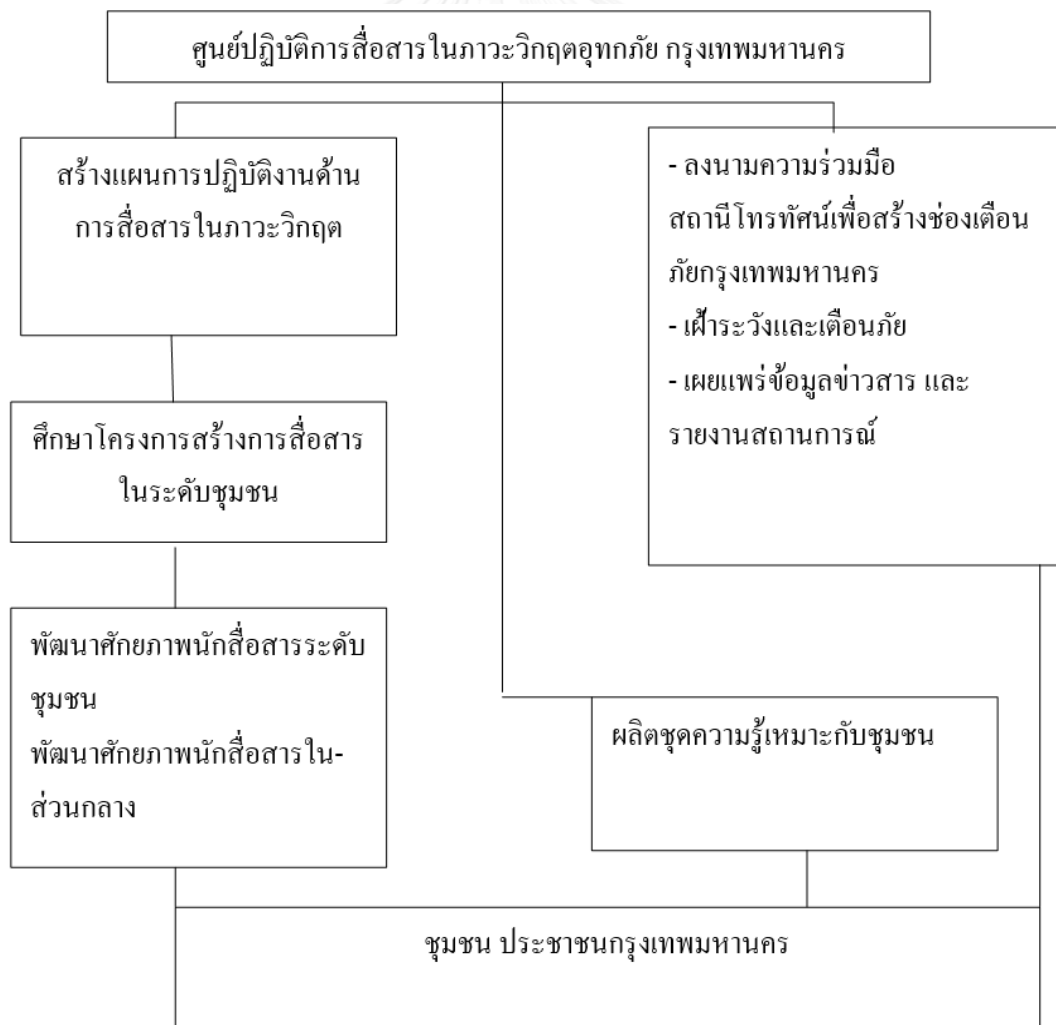 ศูนย์ปฏิบัติการสื่อสารในภาวะวิกฤตอุทกภัย กรุงเทพมหานคร
สร้างแผนการปฏิบัติงานด้าน
การสื่อสารในภาวะวิกฤต
- ลงนามความร่วมมือ
สถานีโทรทัศน์เพื่อสร้างช่องเตือน
ภัยกรุงเทพมหานคร
- เฝ้าระวังและเตือนภัย
- เผยแพร่ข้อมูลข่าวสาร และ
รายงานสถานการณ์
ศึกษาโครงการสร้างการสื่อสาร
ในระดับชุมชน
พัฒนาศักยภาพนักสื่อสารระดับ
ชุมชน
พัฒนาศักยภาพนักสื่อสารใน-
ส่วนกลาง
ผลิตชุดความรู้เหมาะกับชุมชน
ชุมชน ประชาชนกรุงเทพมหานคร